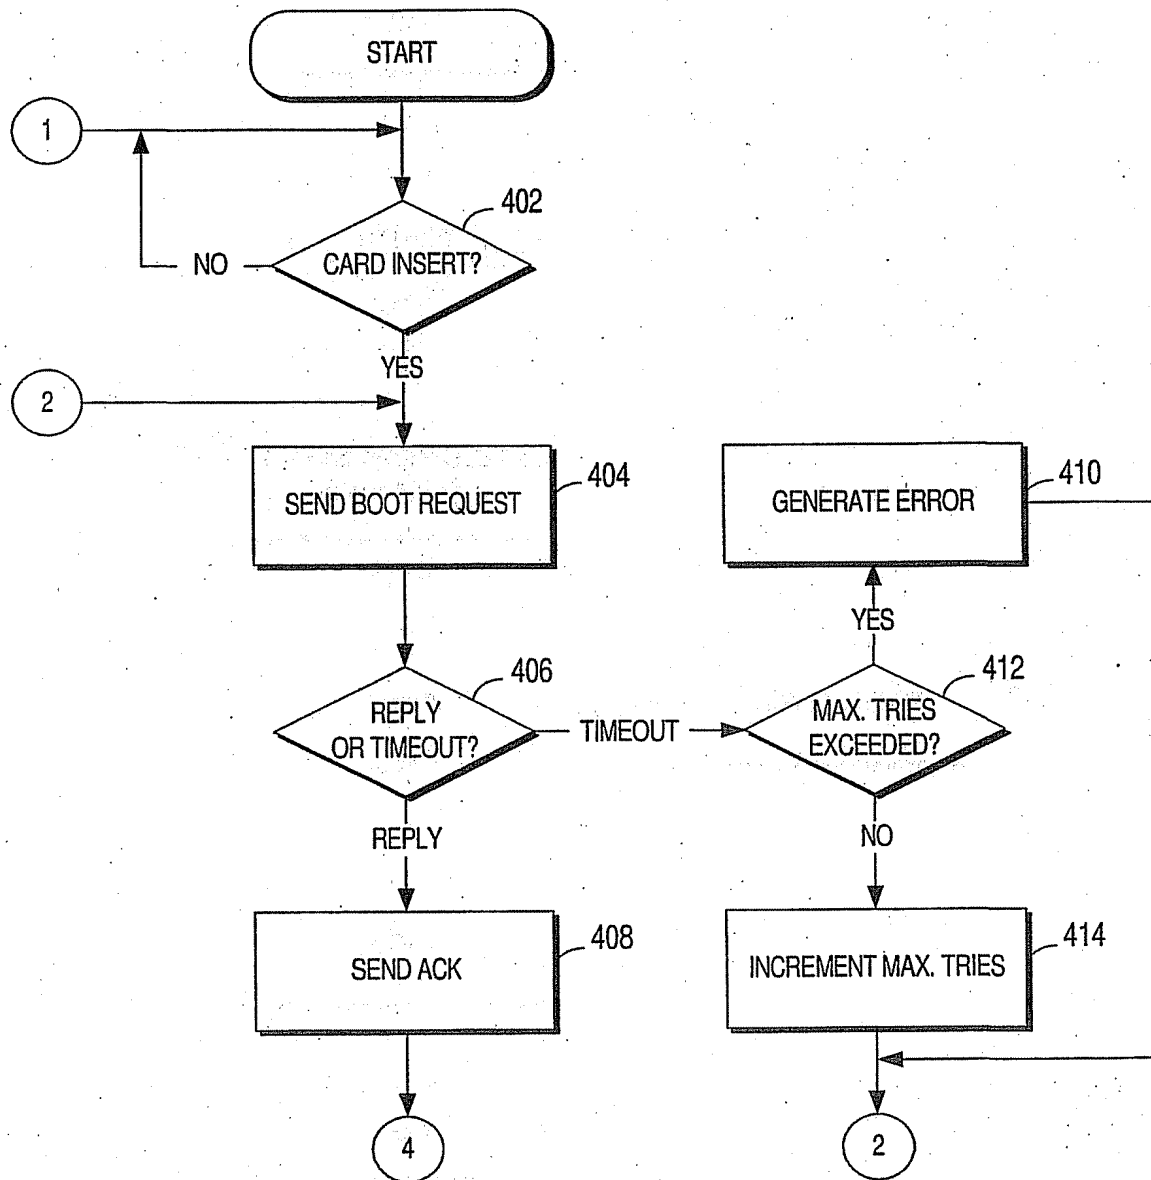 START
1
402
CARD INSERT?
NO
YES
2
SEND BOOT REQUEST
404
GENERATE ERROR
410
YES
406
REPLY
OR TIMEOUT?
TIMEOUT
412
MAX. TRIES
EXCEEDED?
REPLY
NO
SEND ACK
408
INCREMENT MAX. TRIES
414
4
2